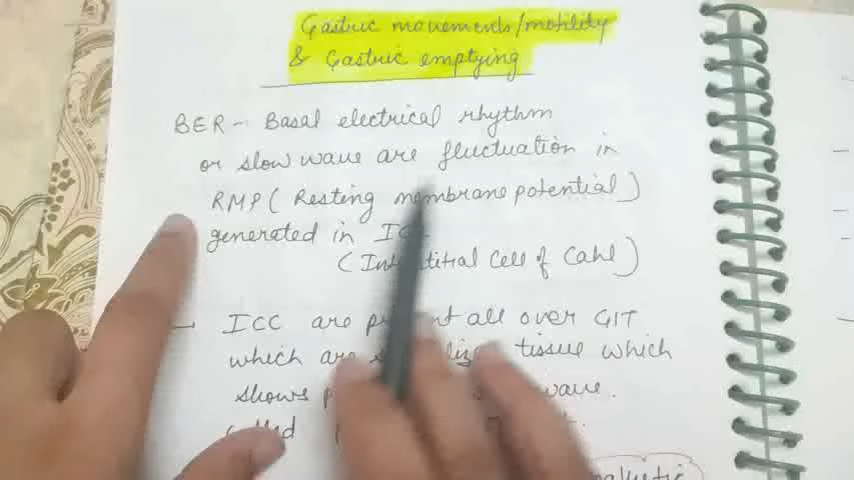 Gastric movements/motility
& Gastric emptying
BER - Basal electrical rhythm
or slow wave are fluctuation in
RMP ( Resting membrane potential )
generated in
( Cell of Cahl )
→ ICC are all over GIT
which are tissue which
shows wave.